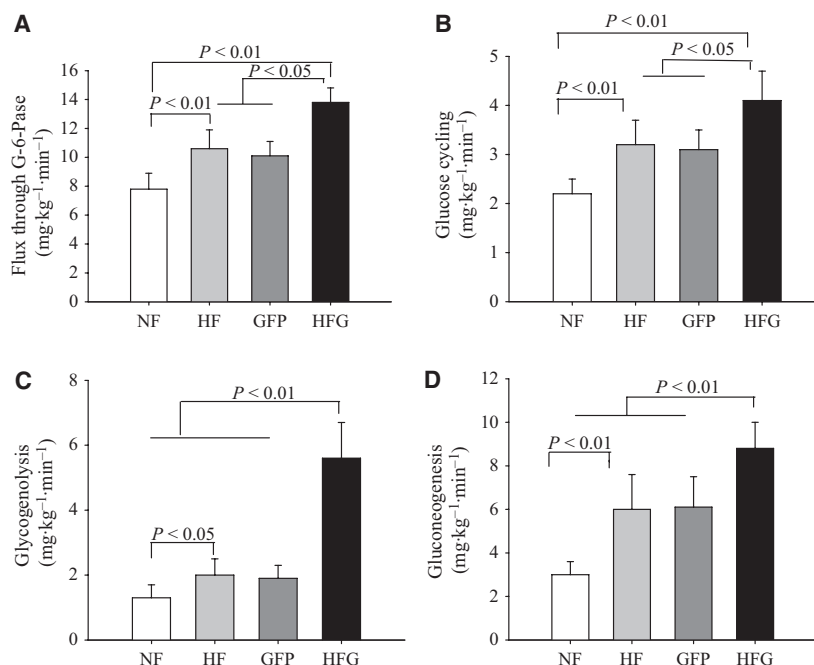 A
P < 0.01
P < 0.05
P < 0.01
Flux through G-6-Pase
(mg·kg⁻¹·min⁻¹)
16
14
12
10
8
6
4
2
0
NF HF GFP HFG
B
P < 0.01
P < 0.05
P < 0.01
Glucose cycling
(mg·kg⁻¹·min⁻¹)
5
4
3
2
1
0
NF HF GFP HFG
C
P < 0.01
P < 0.05
Glycogenolysis
(mg·kg⁻¹·min⁻¹)
8
6
4
2
0
NF HF GFP HFG
D
P < 0.01
P < 0.01
Gluconeogenesis
(mg·kg⁻¹·min⁻¹)
12
10
8
6
4
2
0
NF HF GFP HFG